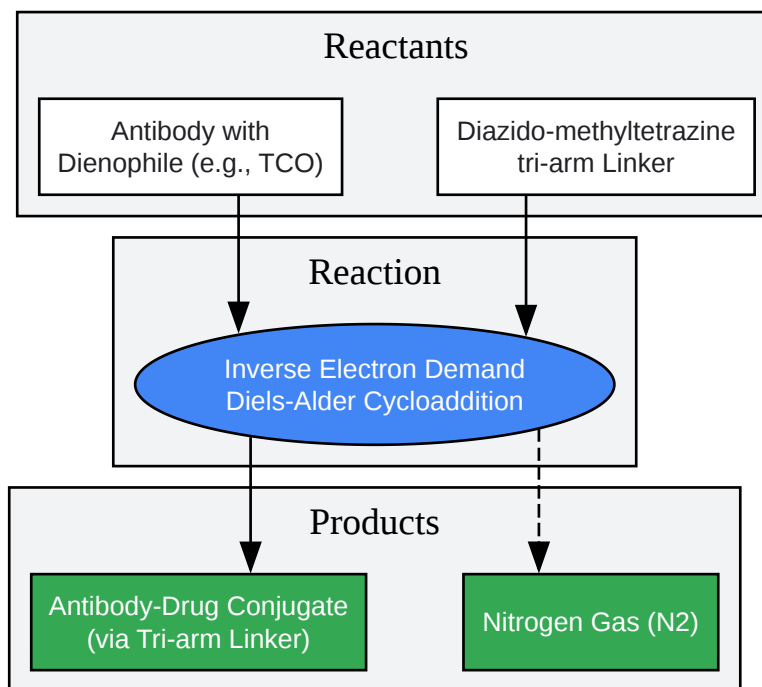 Reactants
Antibody with
Dienophile (e.g., TCO)
Diazido-methyltetrazine
tri-arm Linker
Reaction
Inverse Electron Demand
Diels-Alder Cycloaddition
Products
Antibody-Drug Conjugate
(via Tri-arm Linker)
Nitrogen Gas (N2)